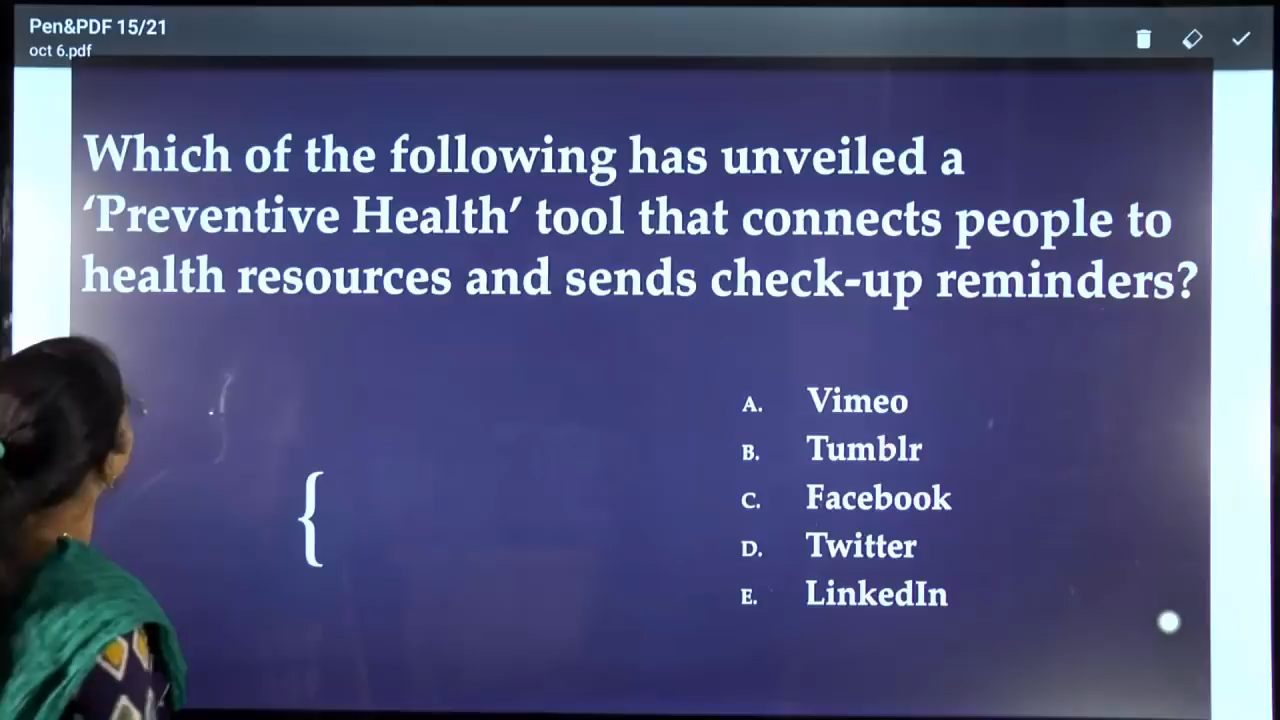 Pen&PDF 15/21
oct 6.pdf
Which of the following has unveiled a
‘Preventive Health’ tool that connects people to
health resources and sends check-up reminders?
A. Vimeo
B. Tumblr
C. Facebook
D. Twitter
E. LinkedIn
{